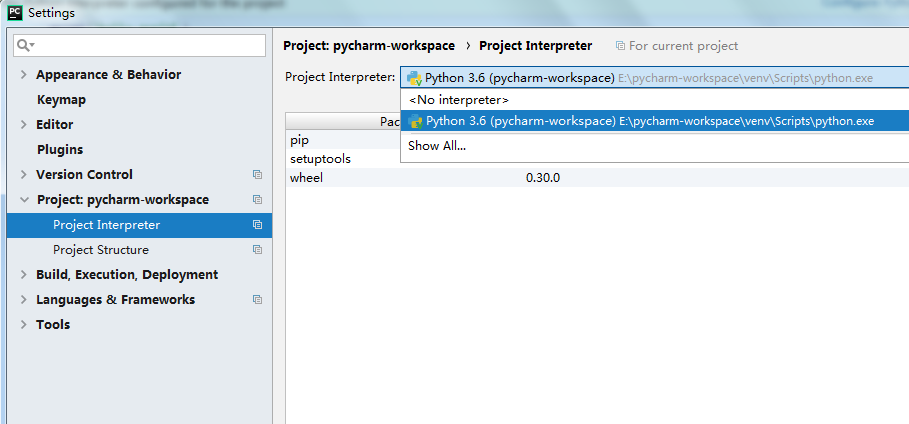 Settings
Project: pycharm-workspace › Project Interpreter For current project
Appearance & Behavior
Keymap
Editor
Plugins
Version Control
Project: pycharm-workspace
Project Interpreter
Project Structure
Build, Execution, Deployment
Languages & Frameworks
Tools
Project Interpreter: Python 3.6 (pycharm-workspace) E:\pycharm-workspace\venv\Scripts\python.exe
<No interpreter>
Python 3.6 (pycharm-workspace) E:\pycharm-workspace\venv\Scripts\python.exe
Show All...
Pac
pip
setuptools
wheel 0.30.0